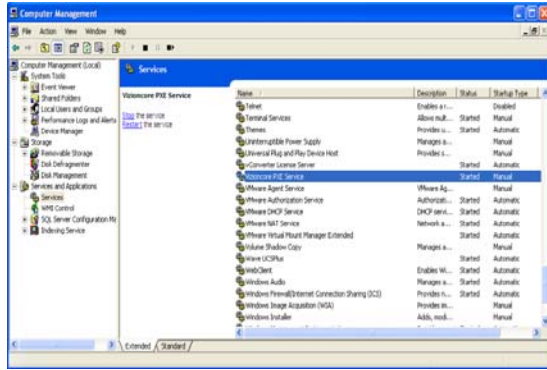 Computer Management
File Action View Window Help
Computer Management (Local)
System Tools
Event Viewer
Shared Folders
Local Users and Groups
Performance Logs and Alerts
Device Manager
Storage
Removable Storage
Disk Defragmenter
Disk Management
Services and Applications
Services
WMI Control
SQL Server Configuration Ma
Indexing Service
Services
Vizioncore PXE Service
Stop the service
Restart the service
Name Description Status Startup Type
Telnet Enables a r... Disabled
Terminal Services Allows mult... Started Manual
Themes Provides u... Started Automatic
Uninterruptible Power Supply Manages a... Manual
Universal Plug and Play Device Host Provides s... Manual
vConverter License Server Started Automatic
Vizioncore PXE Service Started Manual
VMware Agent Service VMware Ag... Manual
VMware Authorization Service Authorizati... Started Automatic
VMware DHCP Service DHCP servi... Started Automatic
VMware NAT Service Network a... Started Automatic
VMware Virtual Mount Manager Extended Started Automatic
Volume Shadow Copy Manages a... Manual
Wave UCSPlus Started Automatic
WebClient Enables Wi... Started Automatic
Windows Audio Manages a... Started Automatic
Windows Firewall/Internet Connection Sharing (ICS) Provides n... Started Automatic
Windows Image Acquisition (WIA) Provides im... Manual
Windows Installer Adds, modi... Manual
Extended Standard